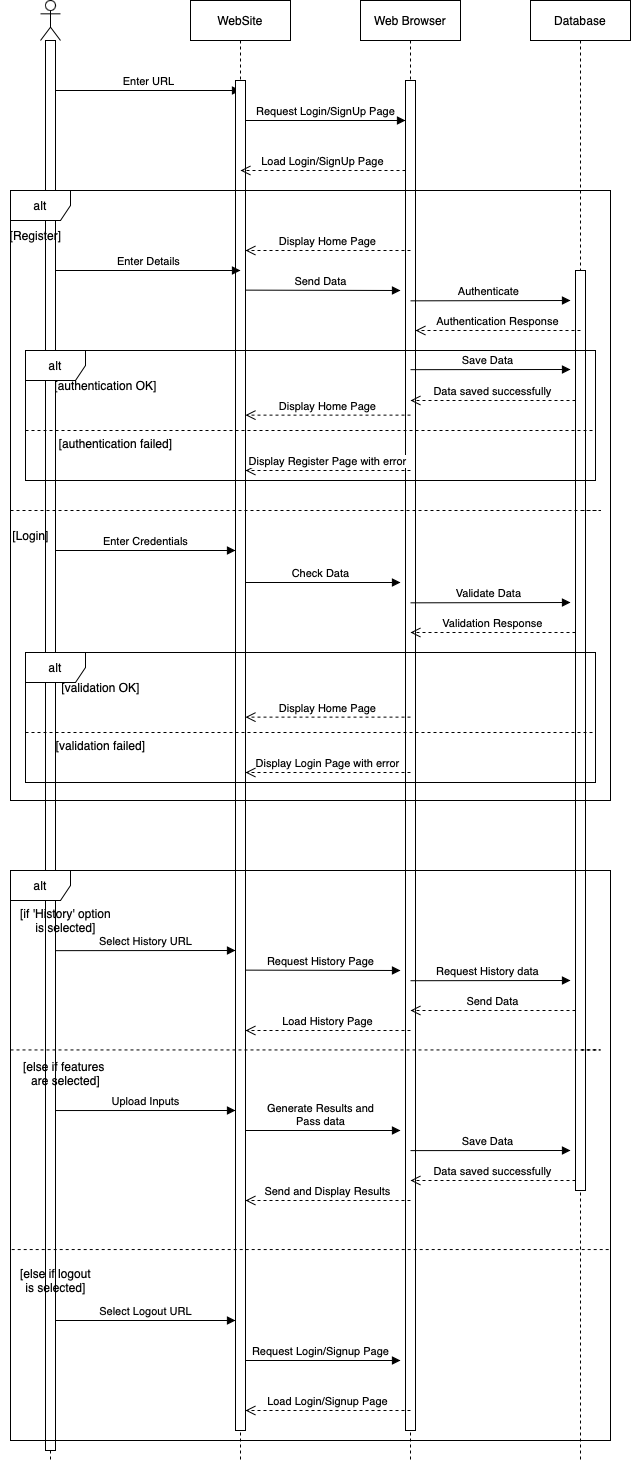 WebSite
Web Browser
Database
Enter URL
Request Login/SignUp Page
Load Login/SignUp Page
alt
[Register]
Display Home Page
Enter Details
Send Data
Authenticate
Authentication Response
alt
Save Data
[authentication OK]
Data saved successfully
Display Home Page
[authentication failed]
Display Register Page with error
[Login]
Enter Credentials
Check Data
Validate Data
Validation Response
alt
[validation OK]
Display Home Page
[validation failed]
Display Login Page with error
alt
[if 'History' option
is selected]
Select History URL
Request History Page
Request History data
Send Data
Load History Page
[else if features
are selected]
Upload Inputs
Generate Results and
Pass data
Save Data
Data saved successfully
Send and Display Results
[else if logout
is selected]
Select Logout URL
Request Login/Signup Page
Load Login/Signup Page